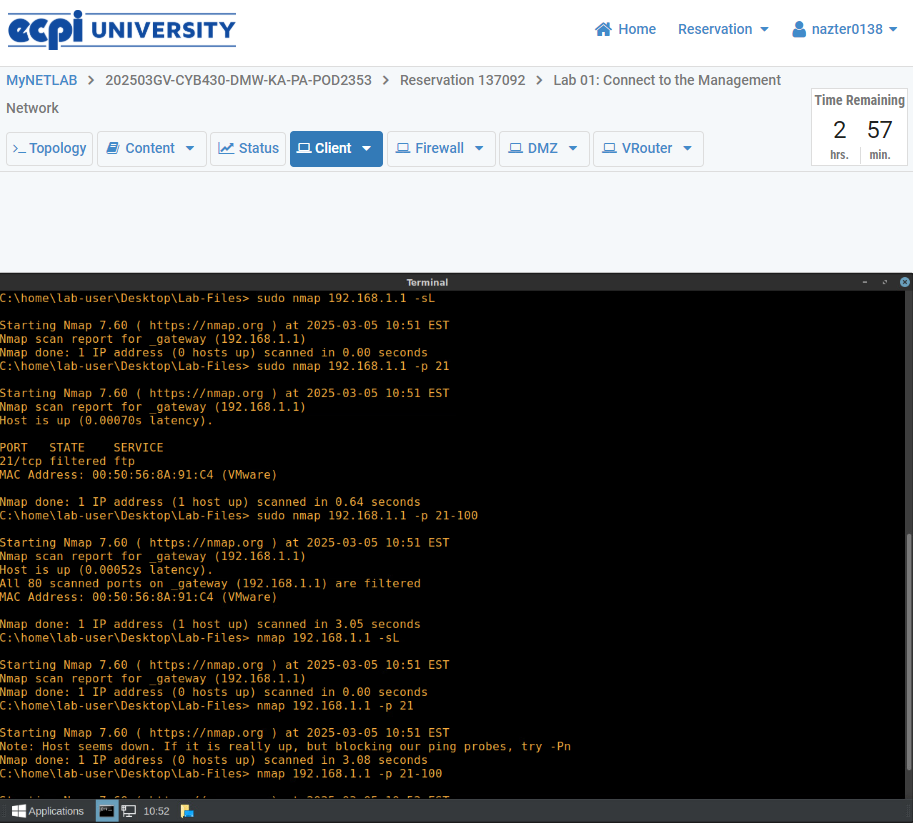 ecpi UNIVERSITY
Home
Reservation
nazter0138
MyNETLAB > 202503GV-CYB430-DMW-KA-PA-POD2353 > Reservation 137092 > Lab 01: Connect to the Management
Network
Time Remaining
2 57
hrs. min.
>_ Topology
Content
Status
Client
Firewall
DMZ
VRouter
Terminal
C:\home\lab-user\Desktop\Lab-Files> sudo nmap 192.168.1.1 -sL
Starting Nmap 7.60 ( https://nmap.org ) at 2025-03-05 10:51 EST
Nmap scan report for _gateway (192.168.1.1)
Nmap done: 1 IP address (0 hosts up) scanned in 0.00 seconds
C:\home\lab-user\Desktop\Lab-Files> sudo nmap 192.168.1.1 -p 21
Starting Nmap 7.60 ( https://nmap.org ) at 2025-03-05 10:51 EST
Nmap scan report for _gateway (192.168.1.1)
Host is up (0.00070s latency).
PORT   STATE    SERVICE
21/tcp filtered ftp
MAC Address: 00:50:56:8A:91:C4 (VMware)
Nmap done: 1 IP address (1 host up) scanned in 0.64 seconds
C:\home\lab-user\Desktop\Lab-Files> sudo nmap 192.168.1.1 -p 21-100
Starting Nmap 7.60 ( https://nmap.org ) at 2025-03-05 10:51 EST
Nmap scan report for _gateway (192.168.1.1)
Host is up (0.00052s latency).
All 80 scanned ports on _gateway (192.168.1.1) are filtered
MAC Address: 00:50:56:8A:91:C4 (VMware)
Nmap done: 1 IP address (1 host up) scanned in 3.05 seconds
C:\home\lab-user\Desktop\Lab-Files> nmap 192.168.1.1 -sL
Starting Nmap 7.60 ( https://nmap.org ) at 2025-03-05 10:51 EST
Nmap scan report for _gateway (192.168.1.1)
Nmap done: 1 IP address (0 hosts up) scanned in 0.00 seconds
C:\home\lab-user\Desktop\Lab-Files> nmap 192.168.1.1 -p 21
Starting Nmap 7.60 ( https://nmap.org ) at 2025-03-05 10:51 EST
Note: Host seems down. If it is really up, but blocking our ping probes, try -Pn
Nmap done: 1 IP address (0 hosts up) scanned in 3.08 seconds
C:\home\lab-user\Desktop\Lab-Files> nmap 192.168.1.1 -p 21-100
Applications
10:52